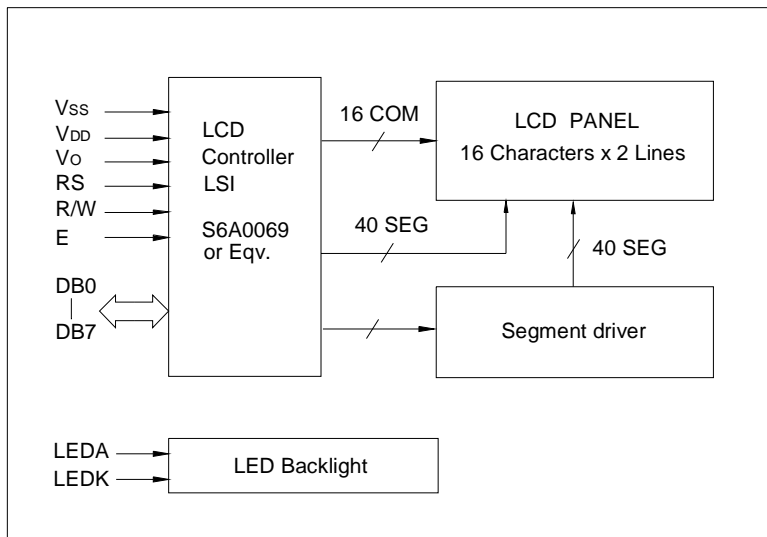 VSS
VDD
VO
RS
R/W
E
DB0
DB7
LCD
Controller
LSI
S6A0069
or Eqv.
16 COM
40 SEG
LCD PANEL
16 Characters x 2 Lines
40 SEG
Segment driver
LEDA
LEDK
LED Backlight